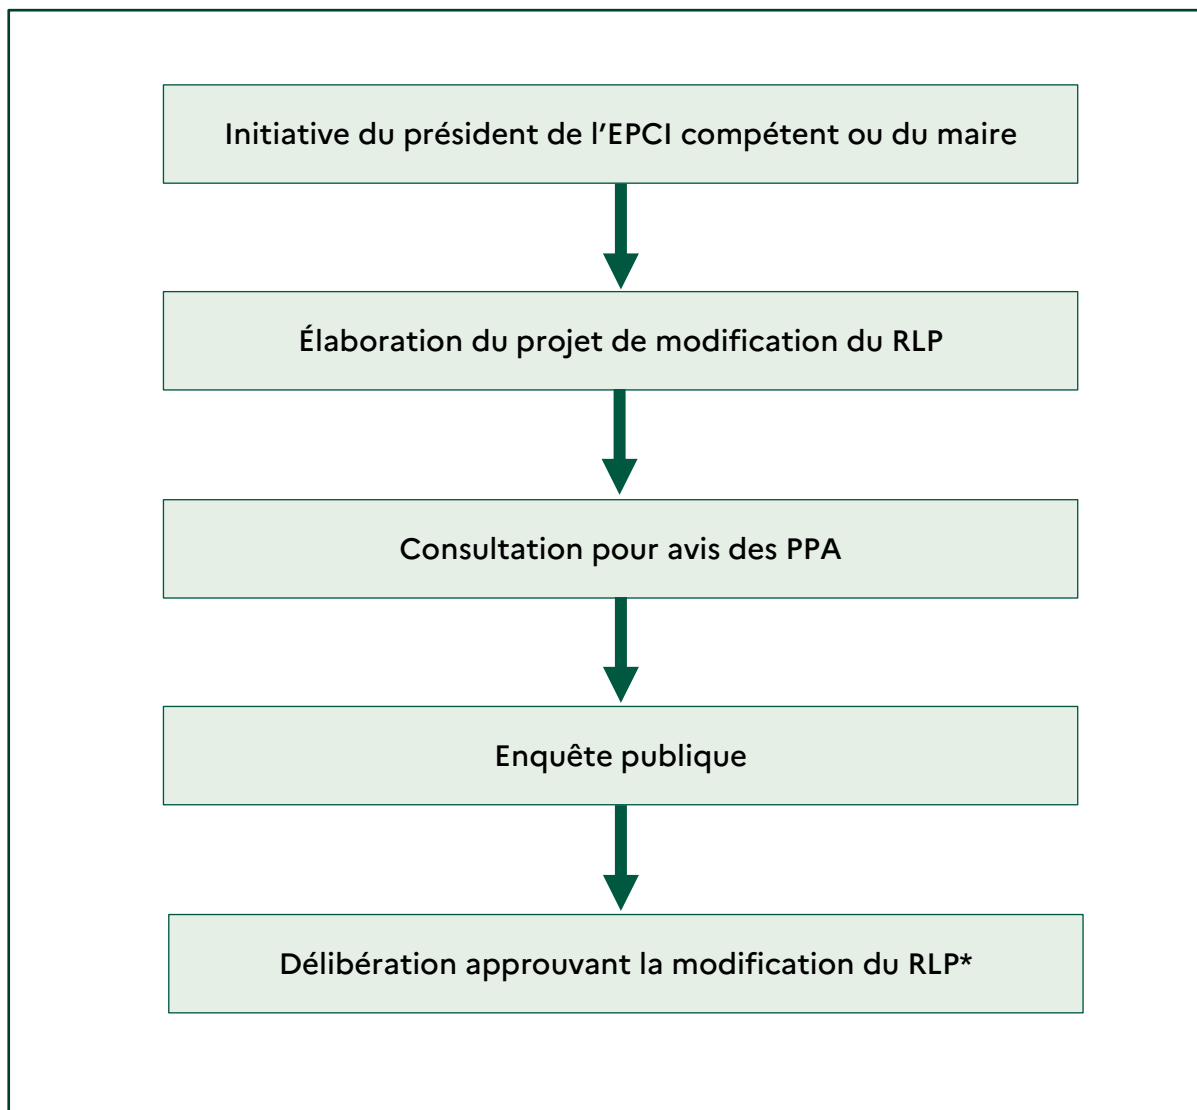 Initiative du président de l’EPCI compétent ou du maire
Élaboration du projet de modification du RLP
Consultation pour avis des PPA
Enquête publique
Délibération approuvant la modification du RLP*